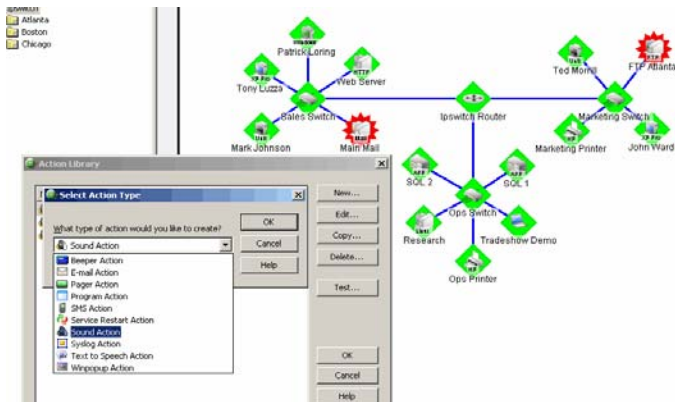 Atlanta
Boston
Chicago
Patrick Loring
Tony Luzza
Web Server
Sales Switch
Mark Johnson
Main Mail
Ipswitch Router
Ted Morrill
FTP Atlanta
Marketing Switch
Marketing Printer
John Ward
SQL 2
SQL 1
Ops Switch
Research
Tradeshow Demo
Ops Printer
Action Library
New...
Edit...
Copy...
Delete...
Test...
OK
Cancel
Help
Select Action Type
What type of action would you like to create?
Sound Action
OK
Cancel
Help
Beeper Action
E-mail Action
Pager Action
Program Action
SMS Action
Service Restart Action
Sound Action
Syslog Action
Text to Speech Action
Winpopup Action